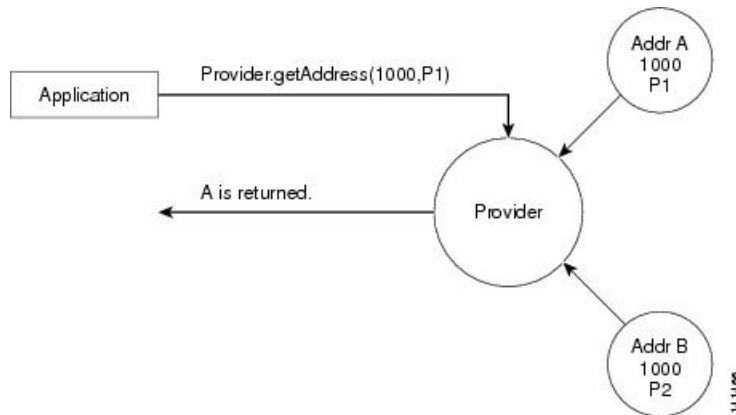 Provider.getAddress(1000,P1)
Application
Addr A
1000
P1
A is returned.
Provider
Addr B
1000
P2